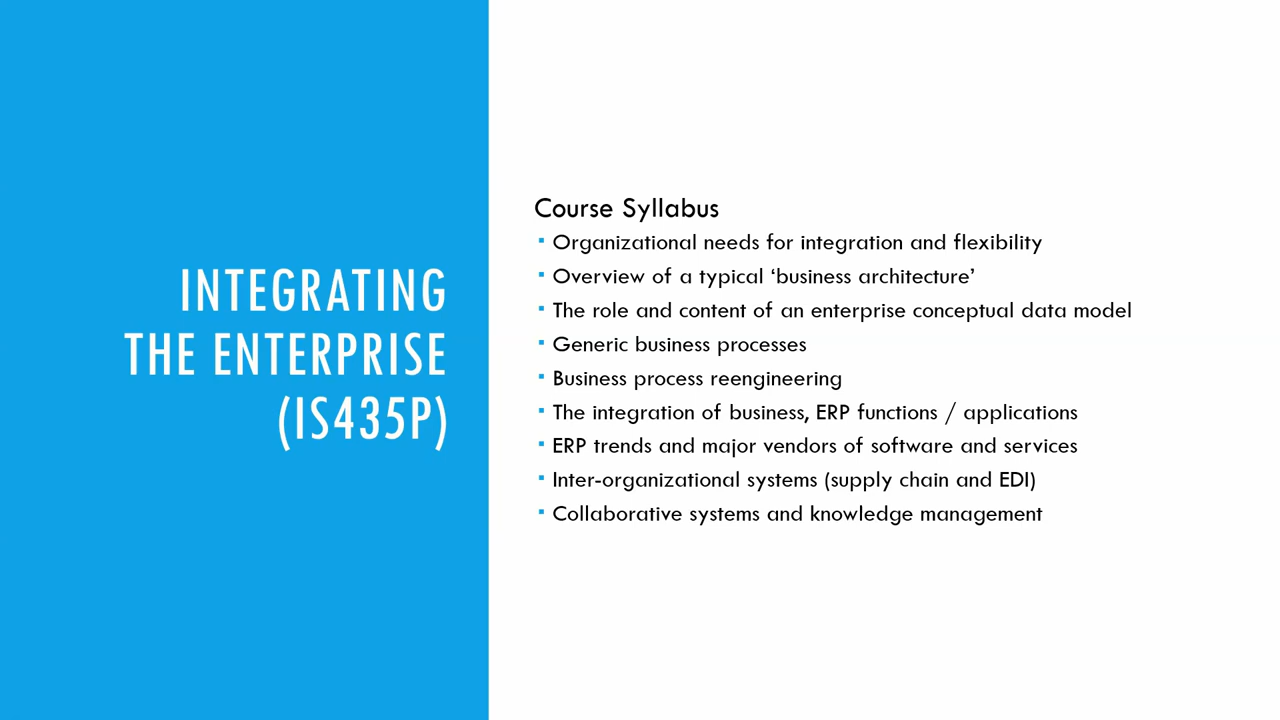 INTEGRATING
THE ENTERPRISE
(IS435P)
Course Syllabus
▪ Organizational needs for integration and flexibility
▪ Overview of a typical ‘business architecture’
▪ The role and content of an enterprise conceptual data model
▪ Generic business processes
▪ Business process reengineering
▪ The integration of business, ERP functions / applications
▪ ERP trends and major vendors of software and services
▪ Inter-organizational systems (supply chain and EDI)
▪ Collaborative systems and knowledge management